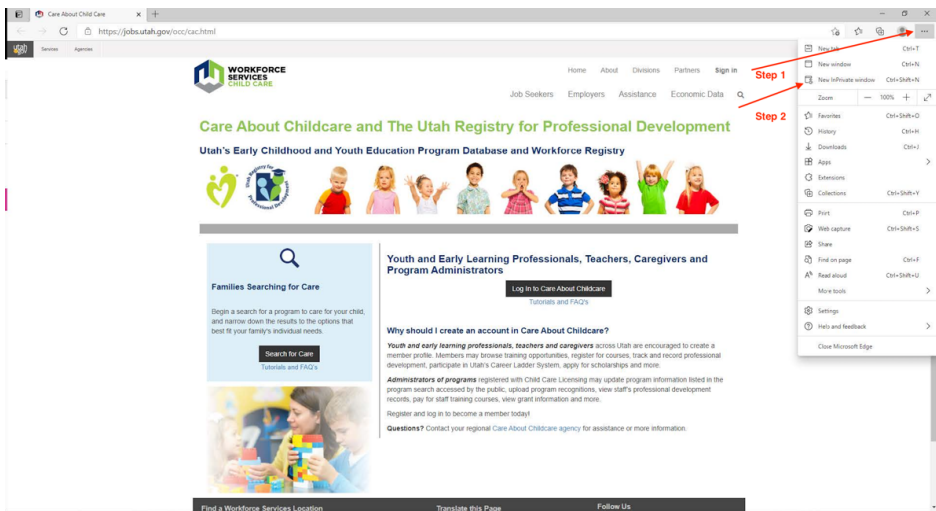 Care About Child Care
https://jobs.utah.gov/occ/cac.html
Utah
Services Agencies
WORKFORCE
SERVICES
CHILD CARE
Home About Divisions Partners Sign in
Job Seekers Employers Assistance Economic Data
Step 1
Step 2
New tab Ctrl+T
New window Ctrl+N
New InPrivate window Ctrl+Shift+N
Zoom — 100% +
Favorites Ctrl+Shift+O
History Ctrl+H
Downloads Ctrl+J
Apps
Extensions
Collections Ctrl+Shift+Y
Print Ctrl+P
Web capture Ctrl+Shift+S
Share
Find on page Ctrl+F
Read aloud Ctrl+Shift+U
More tools
Settings
Help and feedback
Close Microsoft Edge
Care About Childcare and The Utah Registry for Professional Development
Utah's Early Childhood and Youth Education Program Database and Workforce Registry
Utah Registry for
Professional Development
Families Searching for Care
Begin a search for a program to care for your child,
and narrow down the results to the options that
best fit your family's individual needs.
Search for Care
Tutorials and FAQ's
Youth and Early Learning Professionals, Teachers, Caregivers and
Program Administrators
Log In to Care About Childcare
Tutorials and FAQ's
Why should I create an account in Care About Childcare?
Youth and early learning professionals, teachers and caregivers across Utah are encouraged to create a
member profile. Members may browse training opportunities, register for courses, track and record professional
development, participate in Utah's Career Ladder System, apply for scholarships and more.
Administrators of programs registered with Child Care Licensing may update program information listed in the
program search accessed by the public, upload program recognitions, view staff's professional development
records, pay for staff training courses, view grant information and more.
Register and log in to become a member today!
Questions? Contact your regional Care About Childcare agency for assistance or more information.
Find a Workforce Services Location Translate this Page Follow Us